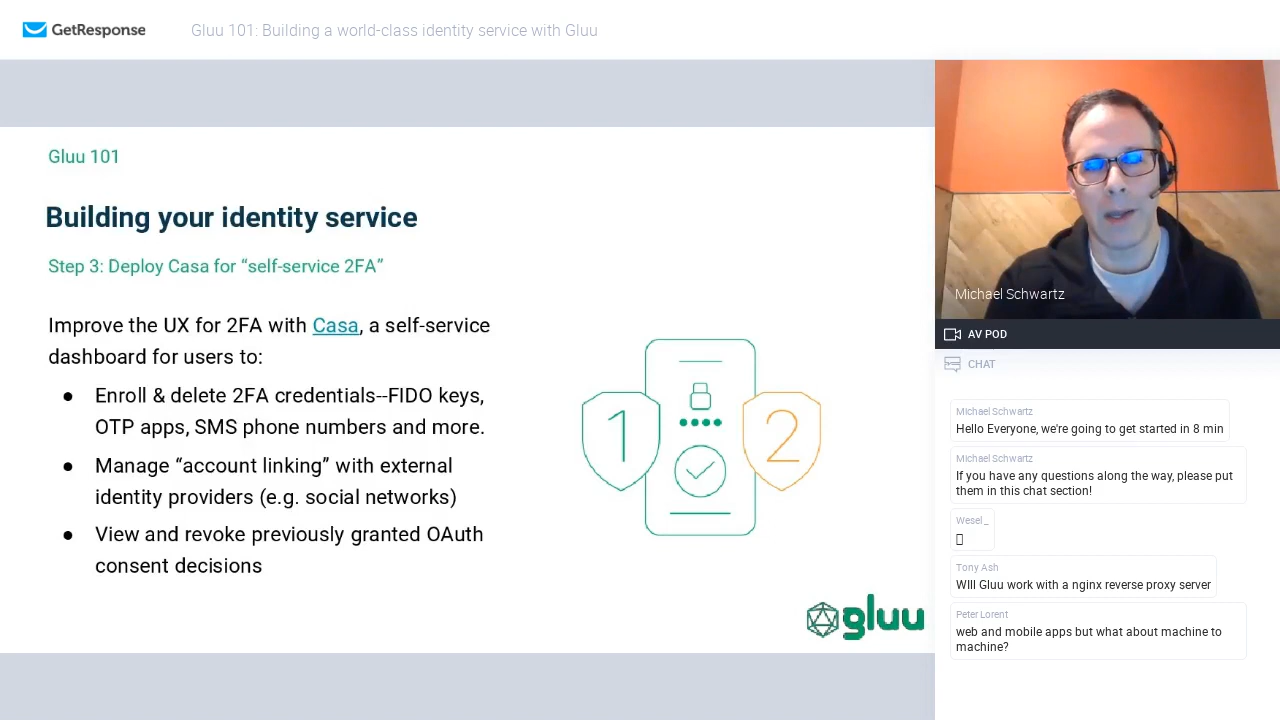 GetResponse
Gluu 101: Building a world-class identity service with Gluu
Gluu 101
Building your identity service
Step 3: Deploy Casa for “self-service 2FA”
Improve the UX for 2FA with Casa, a self-service
dashboard for users to:
● Enroll & delete 2FA credentials--FIDO keys,
OTP apps, SMS phone numbers and more.
● Manage “account linking” with external
identity providers (e.g. social networks)
● View and revoke previously granted OAuth
consent decisions
1
2
gluu
Michael Schwartz
AV POD
CHAT
Michael Schwartz
Hello Everyone, we're going to get started in 8 min
Michael Schwartz
If you have any questions along the way, please put
them in this chat section!
Wesel _
Tony Ash
WIll Gluu work with a nginx reverse proxy server
Peter Lorent
web and mobile apps but what about machine to
machine?